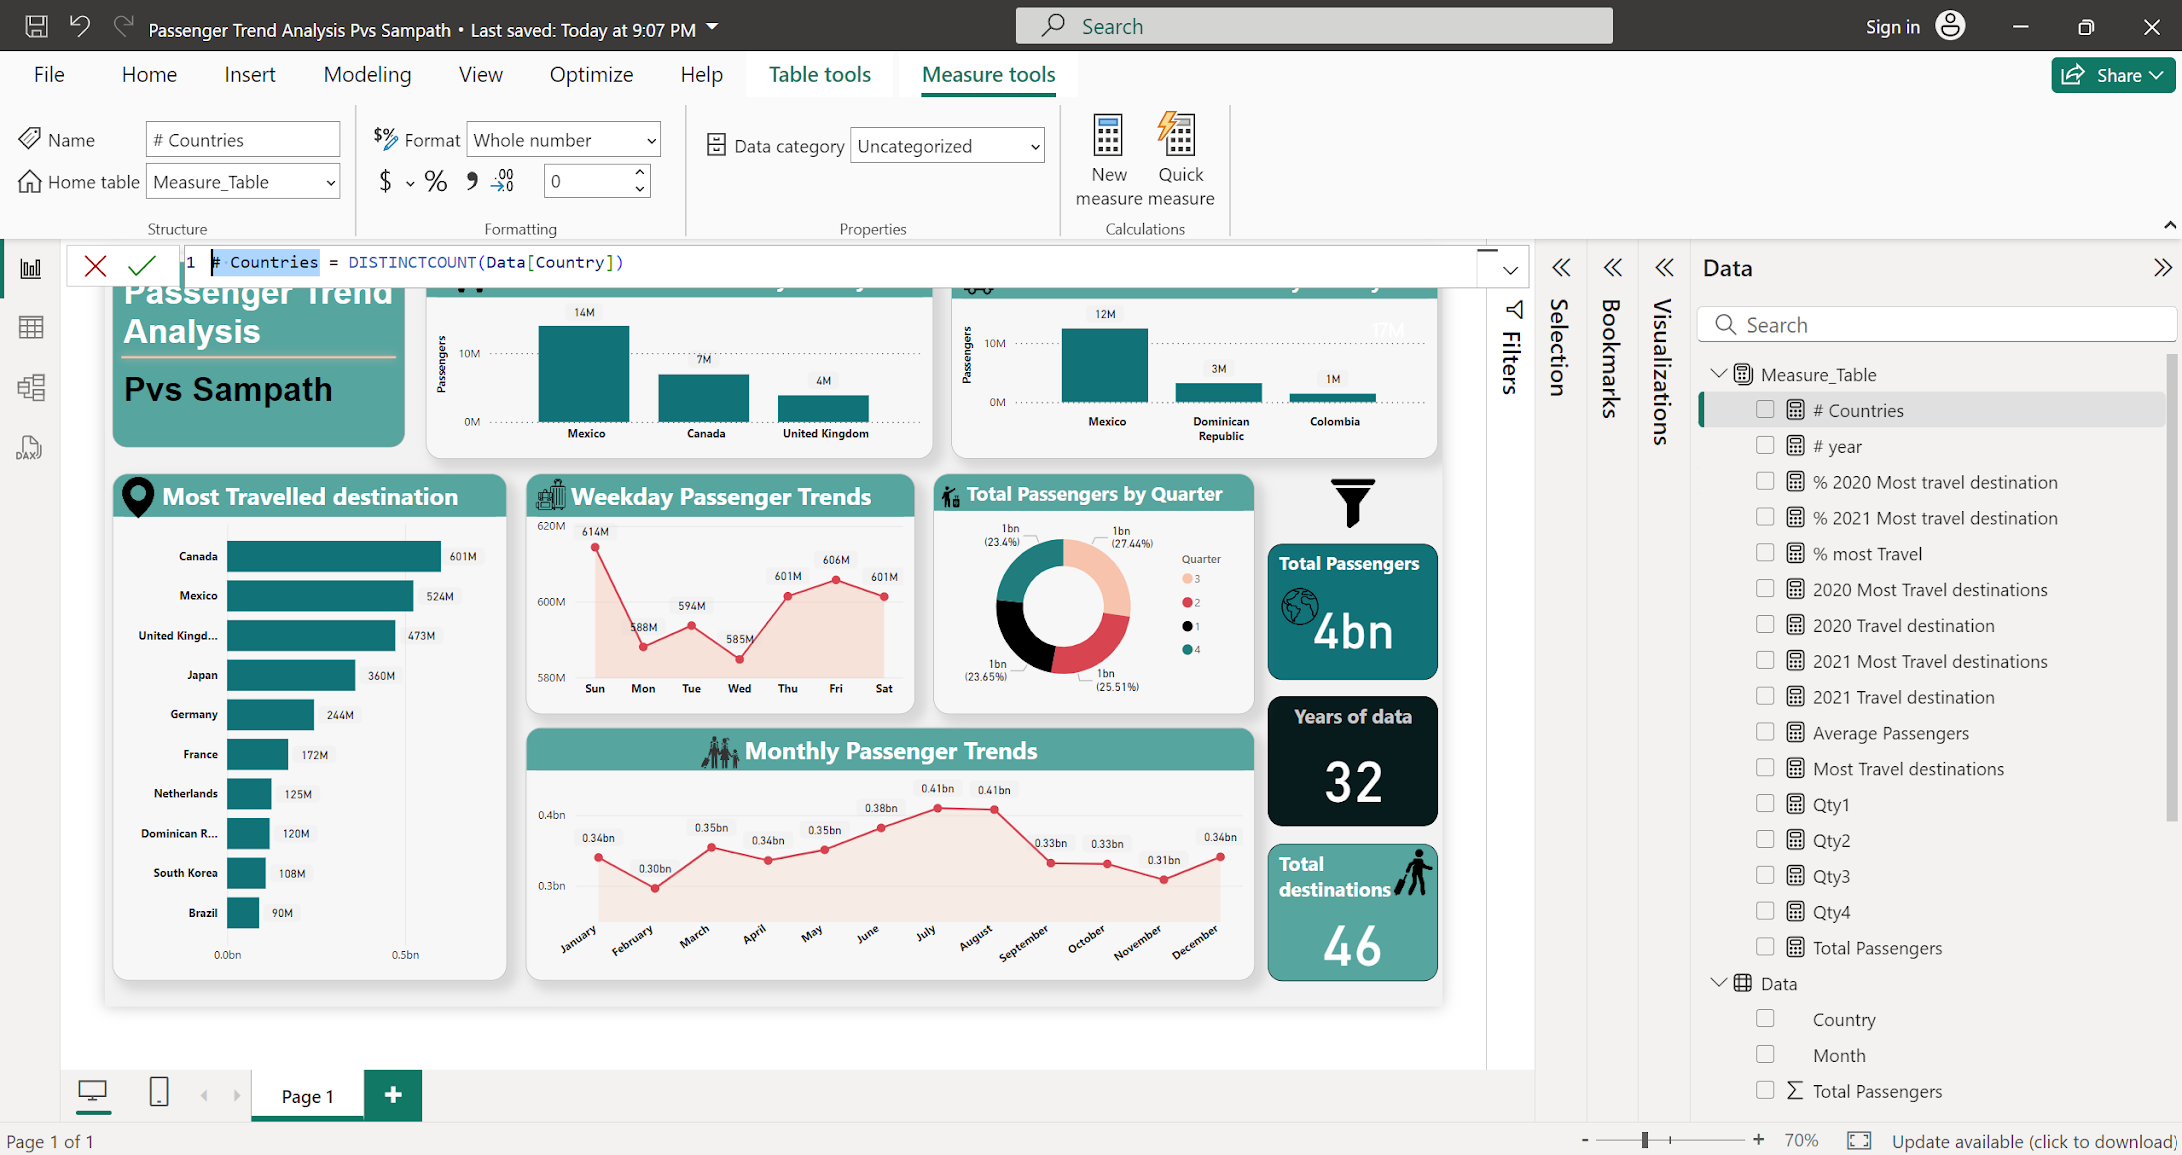 Passenger Trend Analysis Pvs Sampath • Last saved: Today at 9:07 PM
Search
Sign in
File Home Insert Modeling View Optimize Help Table tools Measure tools
Share
Name # Countries
Home table Measure_Table
Structure
$% Format Whole number
$ % , .00 0
Formatting
Data category Uncategorized
Properties
New measure
Quick measure
Calculations
1 # Countries = DISTINCTCOUNT(Data[Country])
Passenger Trend
Analysis
Pvs Sampath
Passengers
10M
0M
14M
7M
4M
Mexico
Canada
United Kingdom
Passengers
10M
0M
12M
3M
1M
17M
Mexico
Dominican
Republic
Colombia
Most Travelled destination
Canada 601M
Mexico 524M
United Kingd... 473M
Japan 360M
Germany 244M
France 172M
Netherlands 125M
Dominican R... 120M
South Korea 108M
Brazil 90M
0.0bn 0.5bn
Weekday Passenger Trends
620M
600M
580M
614M
588M
594M
585M
601M
606M
601M
Sun Mon Tue Wed Thu Fri Sat
Total Passengers by Quarter
1bn
(23.4%)
1bn
(27.44%)
1bn
(23.65%)
1bn
(25.51%)
Quarter
3
2
1
4
Monthly Passenger Trends
0.4bn
0.3bn
0.34bn
0.30bn
0.35bn
0.34bn
0.35bn
0.38bn
0.41bn
0.41bn
0.33bn
0.33bn
0.31bn
0.34bn
January February March April May June July August September October November December
Total Passengers
4bn
Years of data
32
Total
destinations
46
Filters
Selection
Bookmarks
Visualizations
Data
Search
Measure_Table
# Countries
# year
% 2020 Most travel destination
% 2021 Most travel destination
% most Travel
2020 Most Travel destinations
2020 Travel destination
2021 Most Travel destinations
2021 Travel destination
Average Passengers
Most Travel destinations
Qty1
Qty2
Qty3
Qty4
Total Passengers
Data
Country
Month
Σ Total Passengers
DAX
Page 1
+
Page 1 of 1
- + 70%
Update available (click to download)